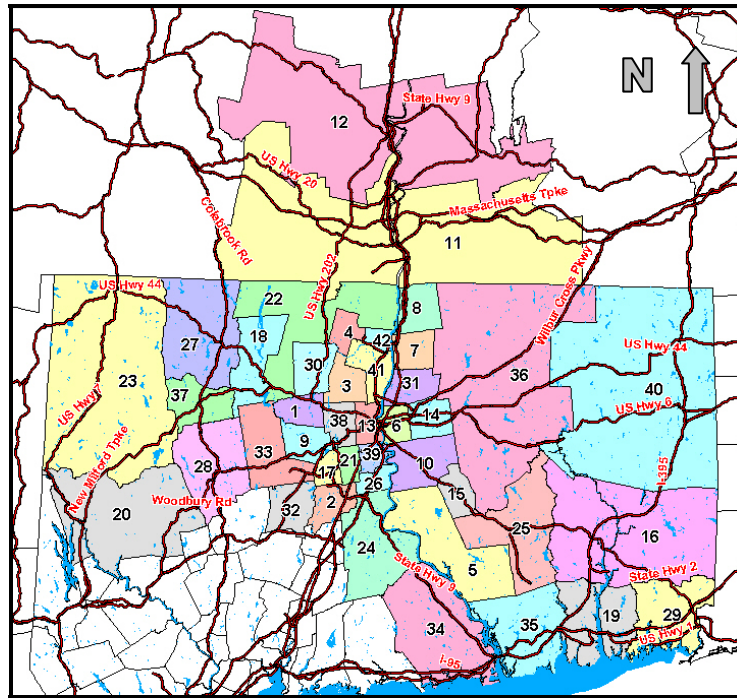 N
State Hwy 9
12
US Hwy 20
Massachusetts Tpke
Colebrook Rd
11
US Hwy 202
Wilbur Cross Pkwy
US Hwy 44
22
8
27
18
4
42
7
US Hwy 44
30
41
36
23
US Hwy 7
3
31
40
37
1
14
US Hwy 6
38
13
6
9
33
39
10
28
21
17
New Milford Tpke
Woodbury Rd
26
15
I-395
20
32
2
25
16
24
5
State Hwy 9
State Hwy 2
34
35
19
29
US Hwy 1
I-95